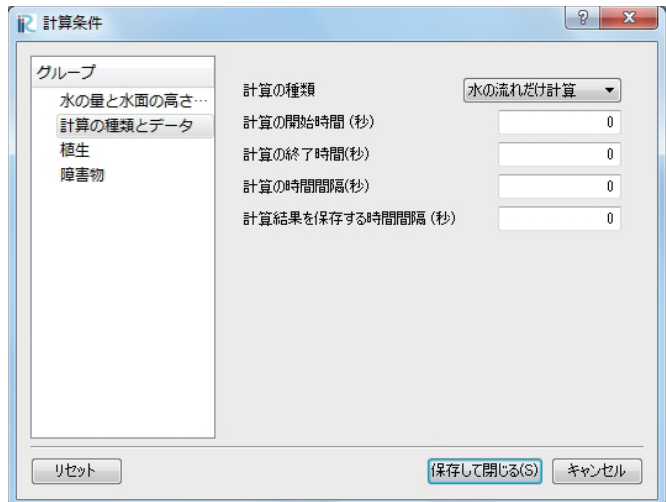 iRC 計算条件
グループ
水の量と水面の高さ…
計算の種類とデータ
植生
障害物
計算の種類 水の流れだけ計算
計算の開始時間 (秒) 0
計算の終了時間(秒) 0
計算の時間間隔(秒) 0
計算結果を保存する時間間隔 (秒) 0
リセット 保存して閉じる(S) キャンセル